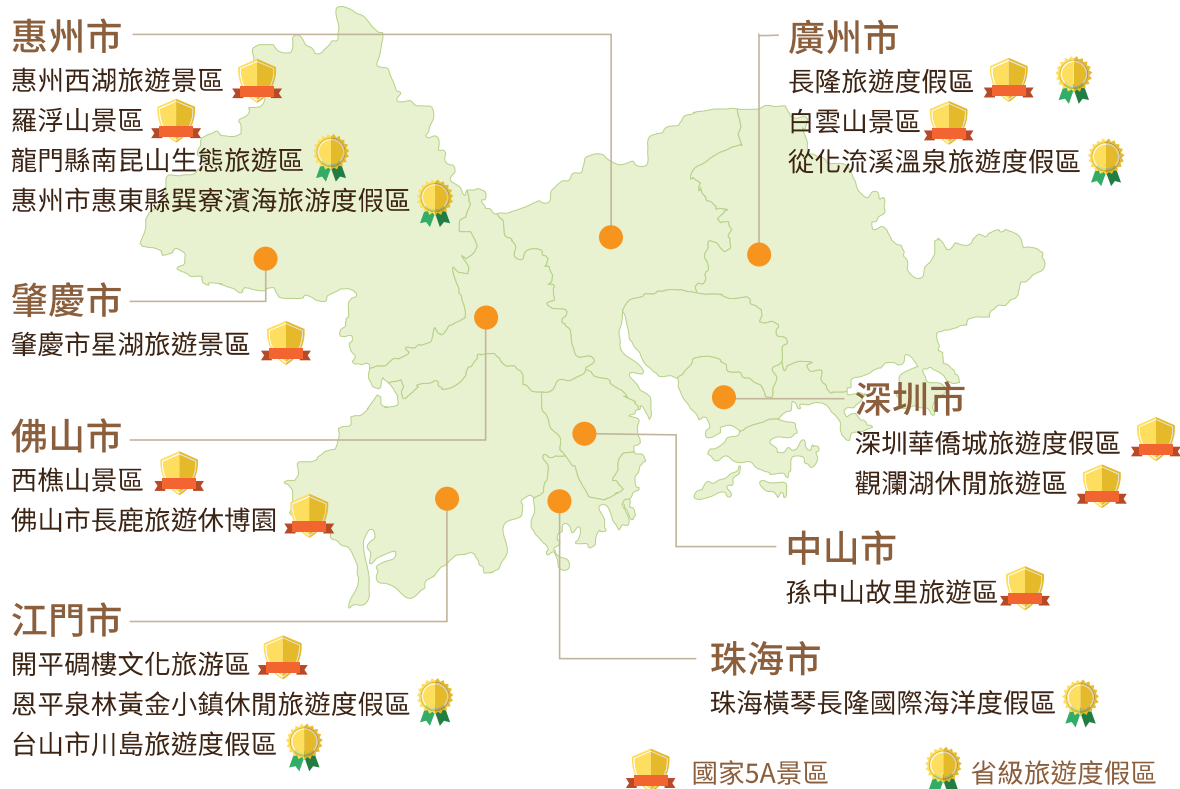 惠州市
惠州西湖旅遊景區
羅浮山景區
龍門縣南昆山生態旅遊區
惠州市惠東縣巽寮濱海旅游度假區
廣州市
長隆旅遊度假區
白雲山景區
從化流溪溫泉旅遊度假區
肇慶市
肇慶市星湖旅遊景區
佛山市
西樵山景區
佛山市長鹿旅遊休博園
深圳市
深圳華僑城旅遊度假區
觀瀾湖休閒旅遊區
中山市
孫中山故里旅遊區
江門市
開平碉樓文化旅游區
恩平泉林黃金小鎮休閒旅遊度假區
台山市川島旅遊度假區
珠海市
珠海橫琴長隆國際海洋度假區
國家5A景區
省級旅遊度假區